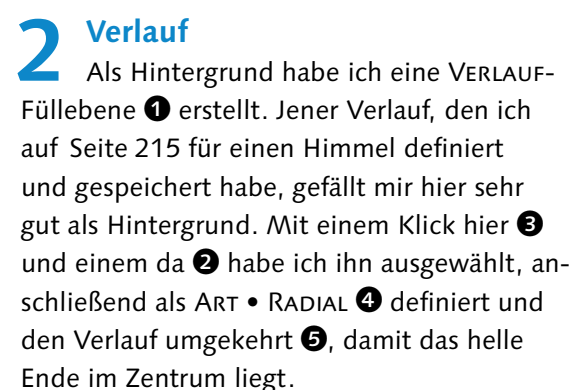 2 Verlauf
Als Hintergrund habe ich eine VERLAUF-
Füllebene ❶ erstellt. Jener Verlauf, den ich
auf Seite 215 für einen Himmel definiert
und gespeichert habe, gefällt mir hier sehr
gut als Hintergrund. Mit einem Klick hier ❸
und einem da ❷ habe ich ihn ausgewählt, an-
schließend als ART • RADIAL ❹ definiert und
den Verlauf umgekehrt ❺, damit das helle
Ende im Zentrum liegt.